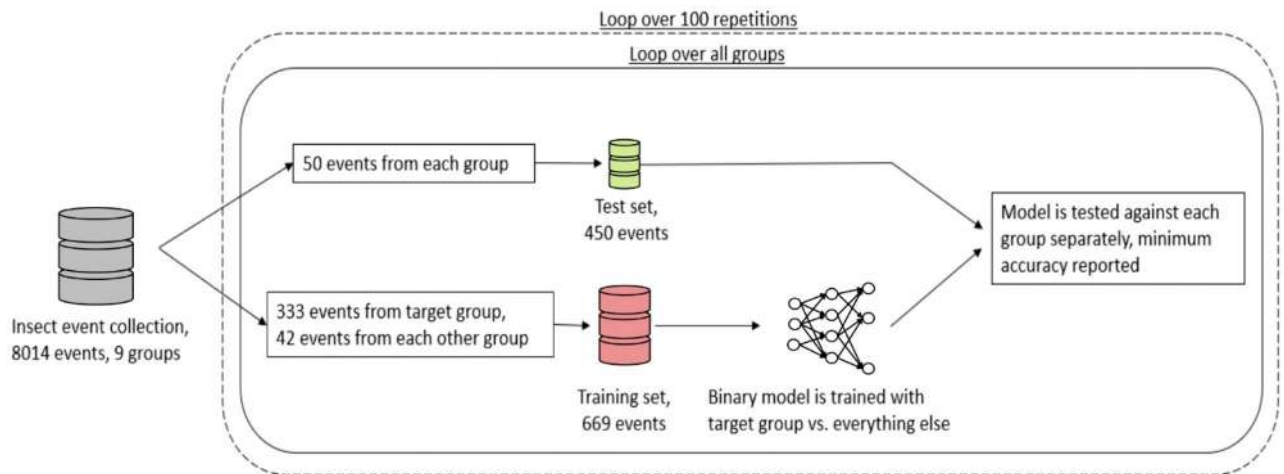 Loop over 100 repetitions
Loop over all groups
50 events from each group
Test set,
450 events
Model is tested against each
group separately, minimum
accuracy reported
Insect event collection,
8014 events, 9 groups
333 events from target group,
42 events from each other group
Training set,
669 events
Binary model is trained with
target group vs. everything else